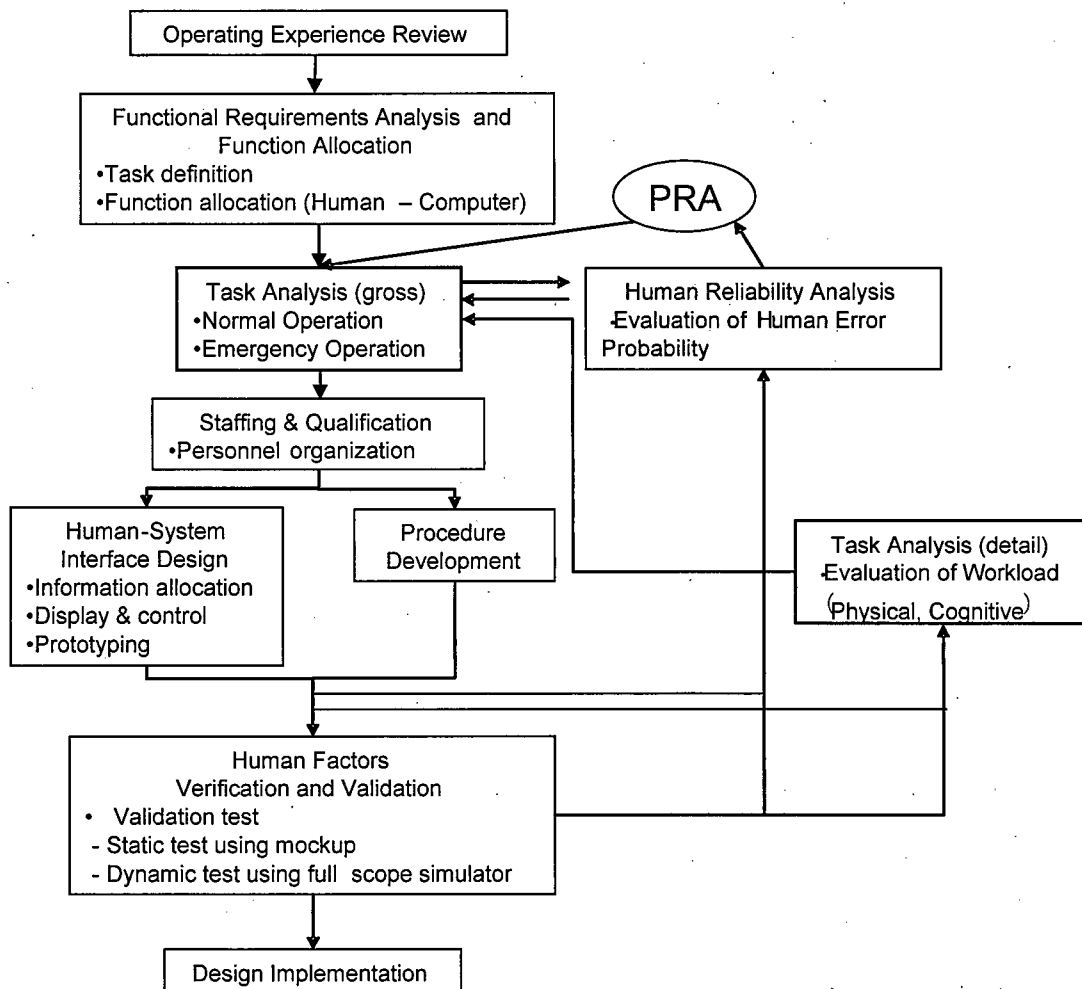 Operating Experience Review
Functional Requirements Analysis and
Function Allocation
•Task definition
•Function allocation (Human – Computer)
PRA
Task Analysis (gross)
•Normal Operation
•Emergency Operation
Human Reliability Analysis
•Evaluation of Human Error
Probability
Staffing & Qualification
•Personnel organization
Human-System
Interface Design
•Information allocation
•Display & control
•Prototyping
Procedure
Development
Task Analysis (detail)
•Evaluation of Workload
(Physical, Cognitive)
Human Factors
Verification and Validation
• Validation test
- Static test using mockup
- Dynamic test using full scope simulator
Design Implementation